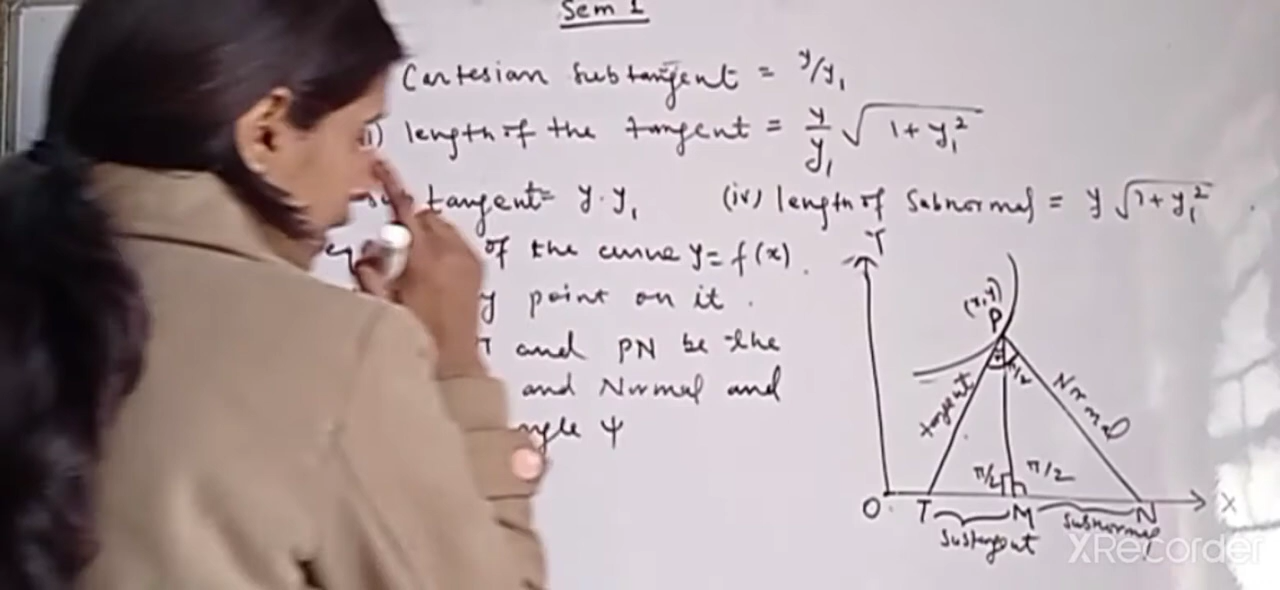 Sem 1
Cartesian Subtangent = y/y₁
length of the tangent = y/y₁ √(1 + y₁²)
tangent = y·y₁ (iv) length of Subnormal = y √(1 + y₁²)
of the curve y = f(x).
point on it.
and PN be the
and Normal and
ψ
Y
(x,y)
P
π/2
tangent
Normal
π/2
π/2
O T M N X
Sustangent
Subnormal
XRecorder